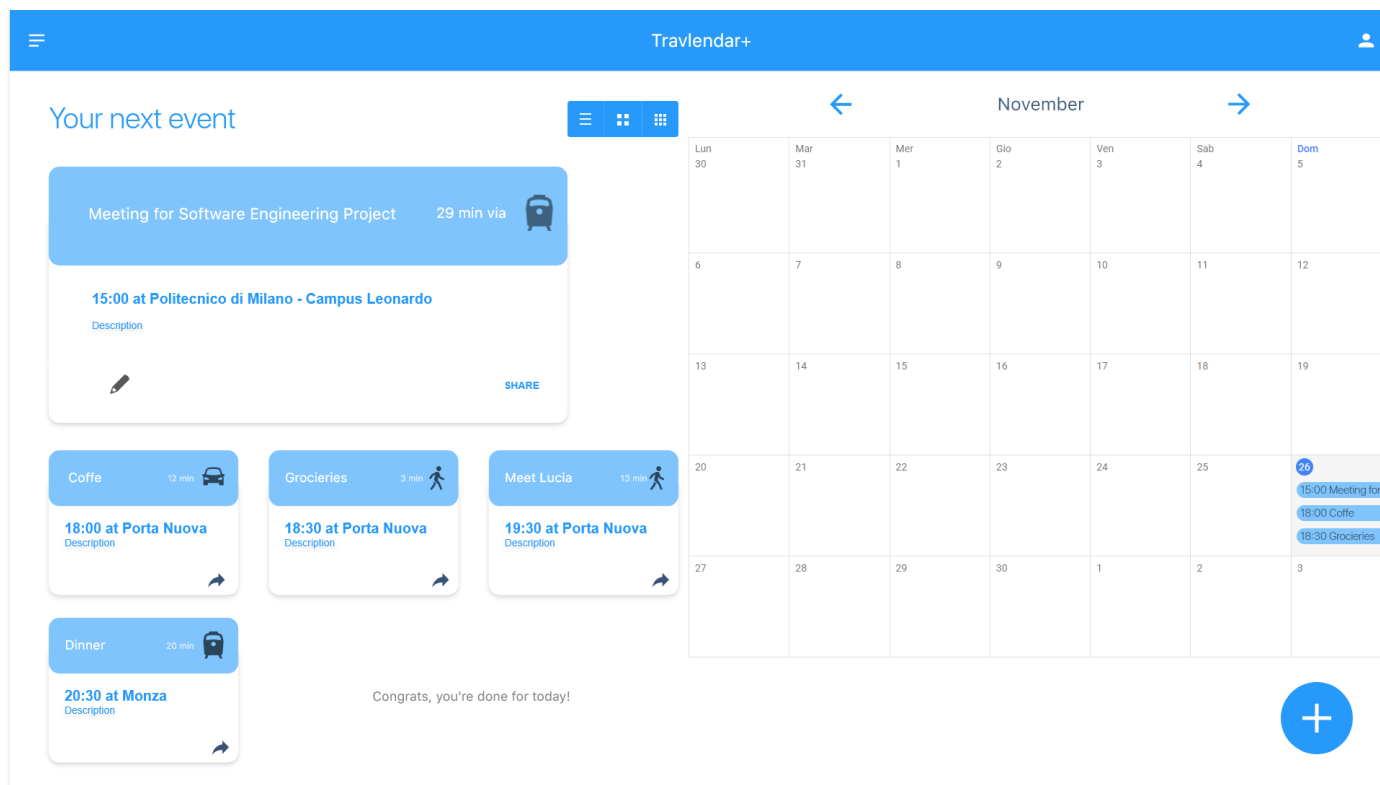 Travlendar+
Your next event
Meeting for Software Engineering Project 29 min via
15:00 at Politecnico di Milano - Campus Leonardo
Description
SHARE
Coffe 12 min
18:00 at Porta Nuova
Description
Grocieries 3 min
18:30 at Porta Nuova
Description
Meet Lucia 13 min
19:30 at Porta Nuova
Description
Dinner 20 min
20:30 at Monza
Description
Congrats, you're done for today!
November
Lun Mar Mer Gio Ven Sab Dom
30 31 1 2 3 4 5
6 7 8 9 10 11 12
13 14 15 16 17 18 19
20 21 22 23 24 25 26
15:00 Meeting for
18:00 Coffe
18:30 Grocieries
27 28 29 30 1 2 3